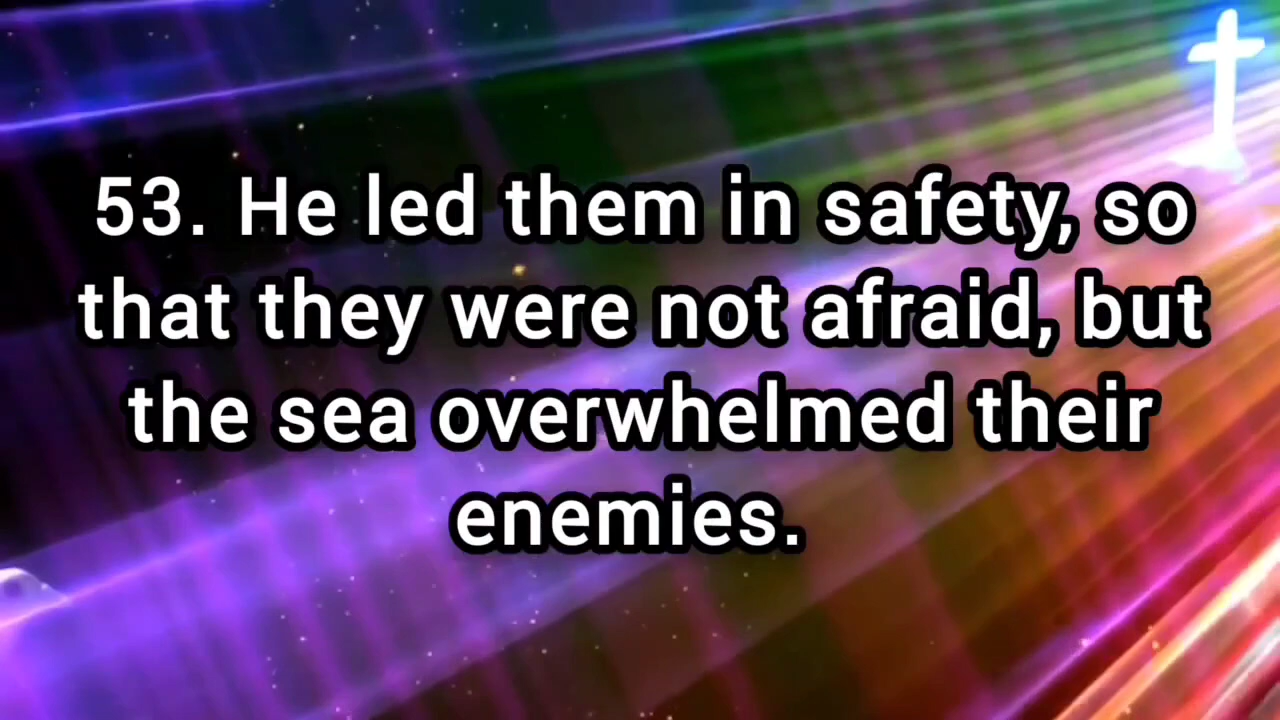 53. He led them in safety, so
that they were not afraid, but
the sea overwhelmed their
enemies.